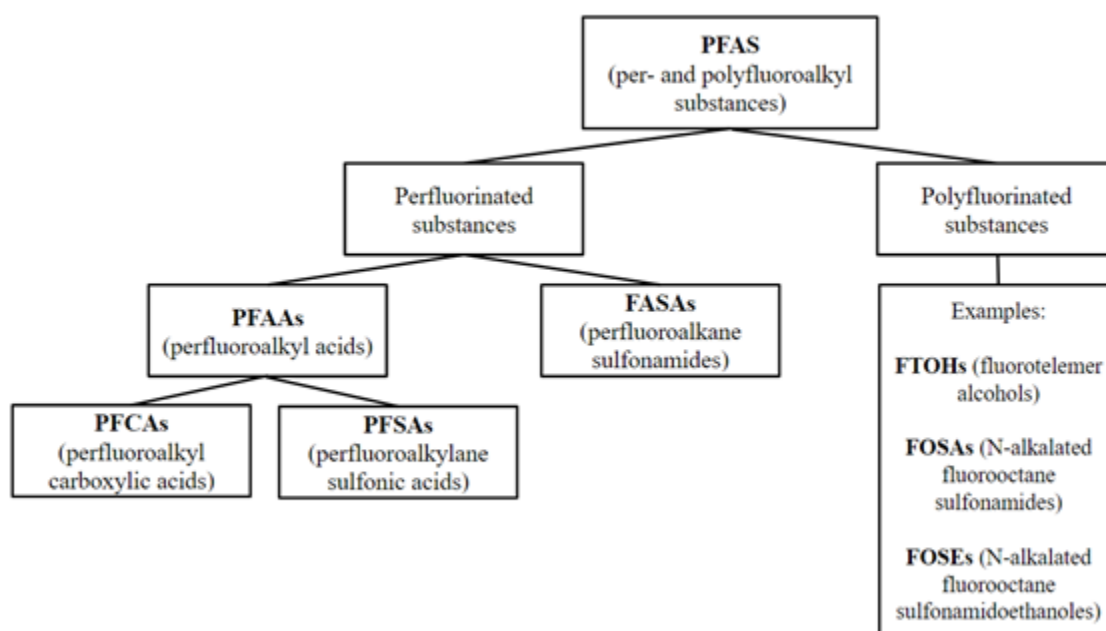 PFAS
(per- and polyfluoroalkyl
substances)
Perfluorinated
substances
Polyfluorinated
substances
PFAAs
(perfluoroalkyl acids)
FASAs
(perfluoroalkane
sulfonamides)
PFCAs
(perfluoroalkyl
carboxylic acids)
PFSAs
(perfluoroalkylane
sulfonic acids)
Examples:
FTOHs (fluorotelemer
alcohols)
FOSAs (N-alkalated
fluorooctane
sulfonamides)
FOSEs (N-alkalated
fluorooctane
sulfonamidoethanoles)